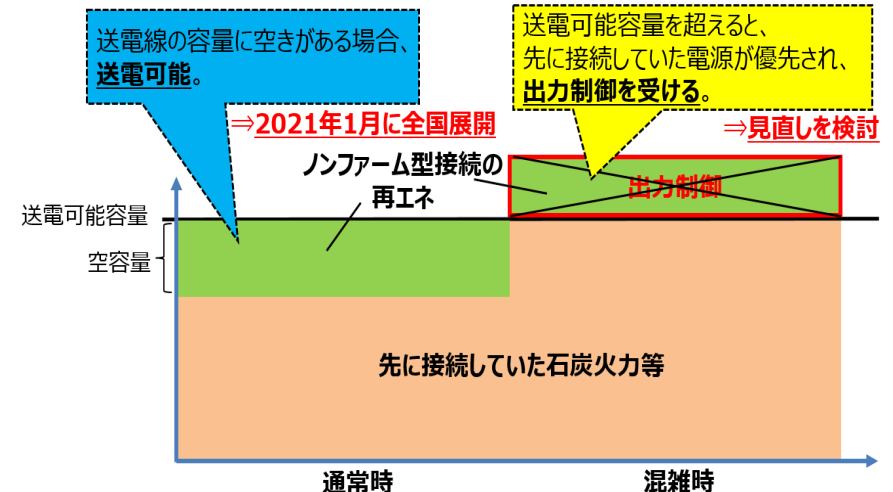 送電線の容量に空きがある場合、
送電可能。
⇒2021年1月に全国展開
送電可能容量を超えると、
先に接続していた電源が優先され、
出力制御を受ける。
⇒見直しを検討
ノンファーム型接続の
再エネ
出力制御
送電可能容量
空容量
先に接続していた石炭火力等
通常時
混雑時